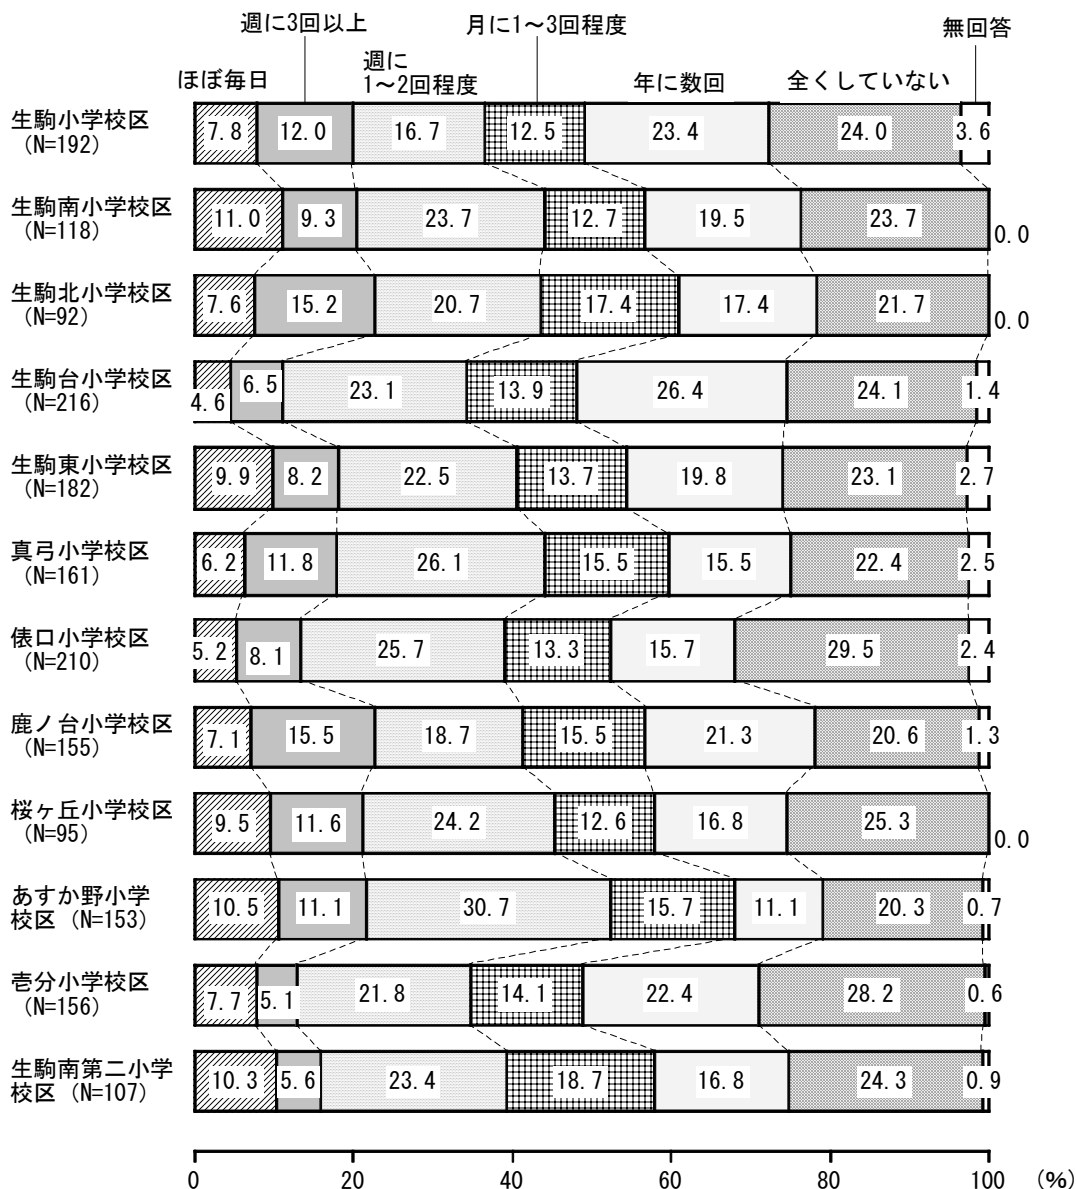 週に3回以上 月に1～3回程度 無回答
ほぼ毎日 週に 1～2回程度 年に数回 全くしていない
生駒小学校区
(N=192)
7.8 12.0 16.7 12.5 23.4 24.0 3.6
生駒南小学校区
(N=118)
11.0 9.3 23.7 12.7 19.5 23.7 0.0
生駒北小学校区
(N=92)
7.6 15.2 20.7 17.4 17.4 21.7 0.0
生駒台小学校区
(N=216)
4.6 6.5 23.1 13.9 26.4 24.1 1.4
生駒東小学校区
(N=182)
9.9 8.2 22.5 13.7 19.8 23.1 2.7
真弓小学校区
(N=161)
6.2 11.8 26.1 15.5 15.5 22.4 2.5
俵口小学校区
(N=210)
5.2 8.1 25.7 13.3 15.7 29.5 2.4
鹿ノ台小学校区
(N=155)
7.1 15.5 18.7 15.5 21.3 20.6 1.3
桜ヶ丘小学校区
(N=95)
9.5 11.6 24.2 12.6 16.8 25.3 0.0
あすか野小学
校区 (N=153)
10.5 11.1 30.7 15.7 11.1 20.3 0.7
壱分小学校区
(N=156)
7.7 5.1 21.8 14.1 22.4 28.2 0.6
生駒南第二小学
校区 (N=107)
10.3 5.6 23.4 18.7 16.8 24.3 0.9
0 20 40 60 80 100 (%)